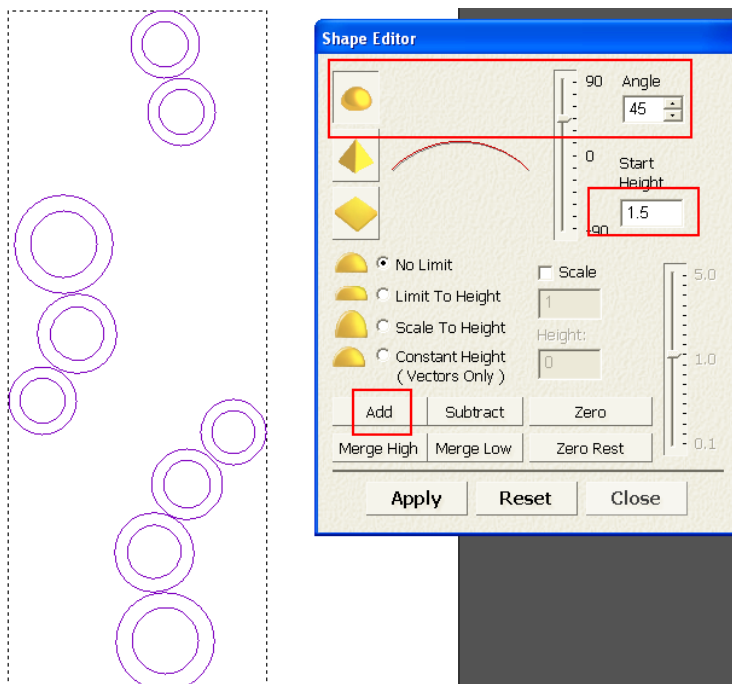 Shape Editor
90
Angle
45
0
Start
Height
1.5
-90
No Limit
Scale
5.0
Limit To Height
1
Scale To Height
Height:
Constant Height
0
1.0
( Vectors Only )
Add
Subtract
Zero
Merge High
Merge Low
Zero Rest
0.1
Apply
Reset
Close